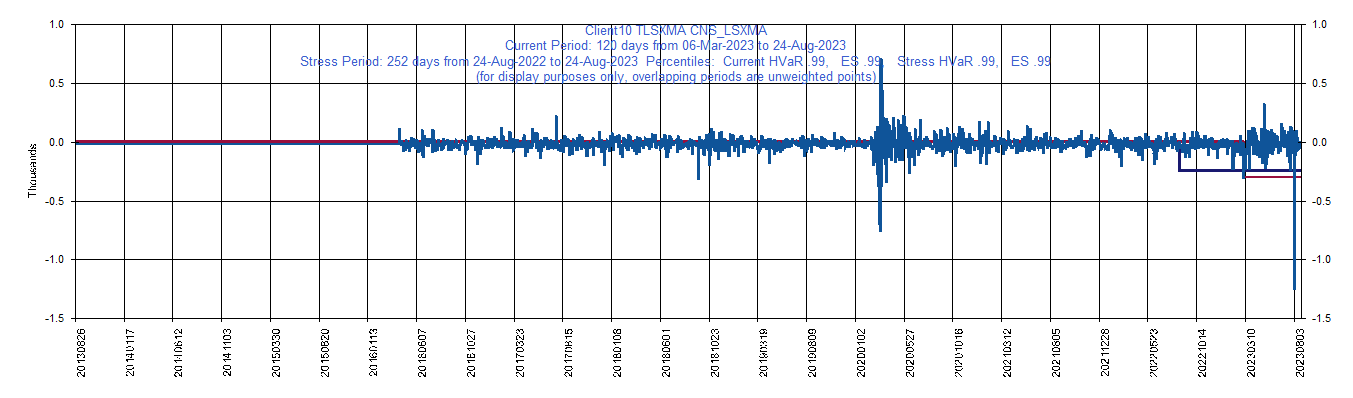 Client10 TLSXMA CNS_LSXMA
Current Period: 120 days from 06-Mar-2023 to 24-Aug-2023
Stress Period: 252 days from 24-Aug-2022 to 24-Aug-2023 Percentiles: Current HVaR .99, ES .99 Stress HVaR .99, ES .99
(for display purposes only, overlapping periods are unweighted points)
1.0 1.0
0.5 0.5
0.0 0.0
-0.5 -0.5
-1.0 -1.0
-1.5 -1.5
Thousands
20130826 20140117 20140612 20141103 20150330 20150820 20160113 20160607 20161027 20170323 20170815 20180108 20180601 20181023 20190319 20190809 20200102 20200527 20201016 20210312 20210805 20211228 20220523 20221014 20230310 20230803